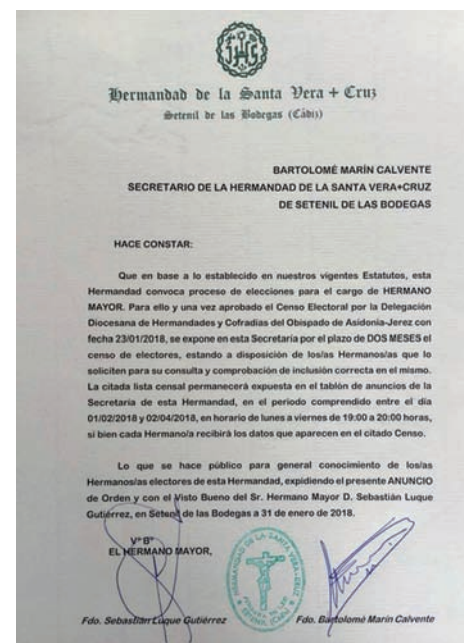 JHS
Hermandad de la Santa Vera + Cruz
Setenil de las Bodegas (Cádiz)
BARTOLOMÉ MARÍN CALVENTE
SECRETARIO DE LA HERMANDAD DE LA SANTA VERA+CRUZ
DE SETENIL DE LAS BODEGAS
HACE CONSTAR:
Que en base a lo establecido en nuestros vigentes Estatutos, esta
Hermandad convoca proceso de elecciones para el cargo de HERMANO
MAYOR. Para ello y una vez aprobado el Censo Electoral por la Delegación
Diocesana de Hermandades y Cofradías del Obispado de Asidonia-Jerez con
fecha 23/01/2018, se expone en esta Secretaría por el plazo de DOS MESES el
censo de electores, estando a disposición de los/as Hermanos/as que lo
soliciten para su consulta y comprobación de inclusión correcta en el mismo.
La citada lista censal permanecerá expuesta en el tablón de anuncios de la
Secretaría de esta Hermandad, en el periodo comprendido entre el día
01/02/2018 y 02/04/2018, en horario de lunes a viernes de 19:00 a 20:00 horas,
si bien cada Hermano/a recibirá los datos que aparecen en el citado Censo.
Lo que se hace público para general conocimiento de los/as
Hermanos/as electores de esta Hermandad, expidiendo el presente ANUNCIO
de Orden y con el Visto Bueno del Sr. Hermano Mayor D. Sebastián Luque
Gutiérrez, en Setenil de las Bodegas a 31 de enero de 2018.
Vº Bº
EL HERMANO MAYOR,
HERMANDAD DE LA SANTA VERA+CRUZ
SETENIL (CÁDIZ)
Fdo. Sebastián Luque Gutiérrez
Fdo. Bartolomé Marín Calvente